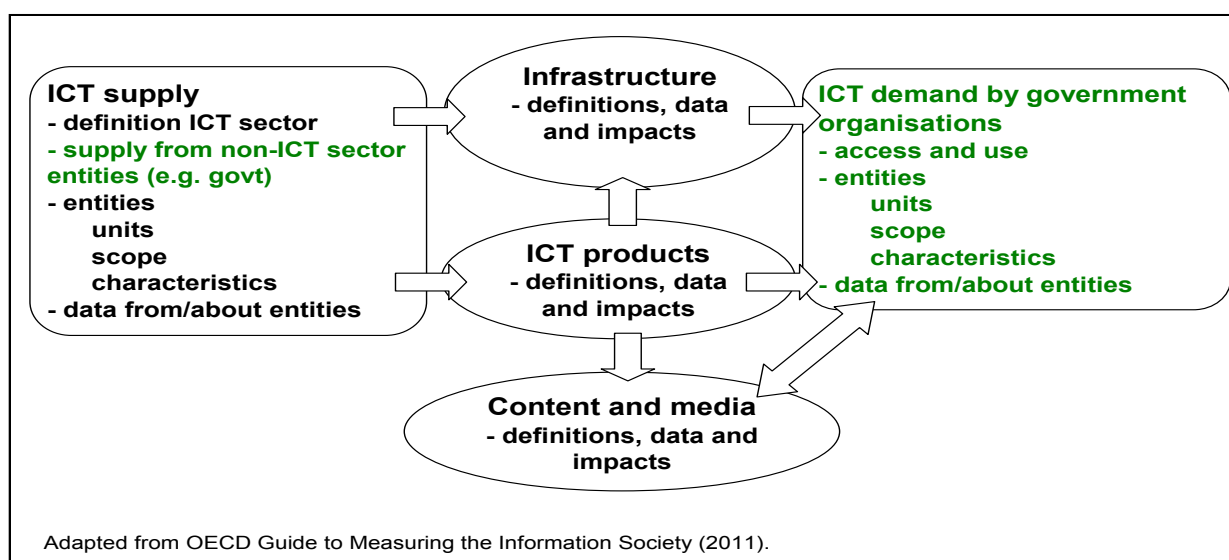 ICT supply
- definition ICT sector
- supply from non-ICT sector
entities (e.g. govt)
- entities
units
scope
characteristics
- data from/about entities
Infrastructure
- definitions, data
and impacts
ICT products
- definitions, data
and impacts
Content and media
- definitions, data and
impacts
ICT demand by government
organisations
- access and use
- entities
units
scope
characteristics
- data from/about entities
Adapted from OECD Guide to Measuring the Information Society (2011).